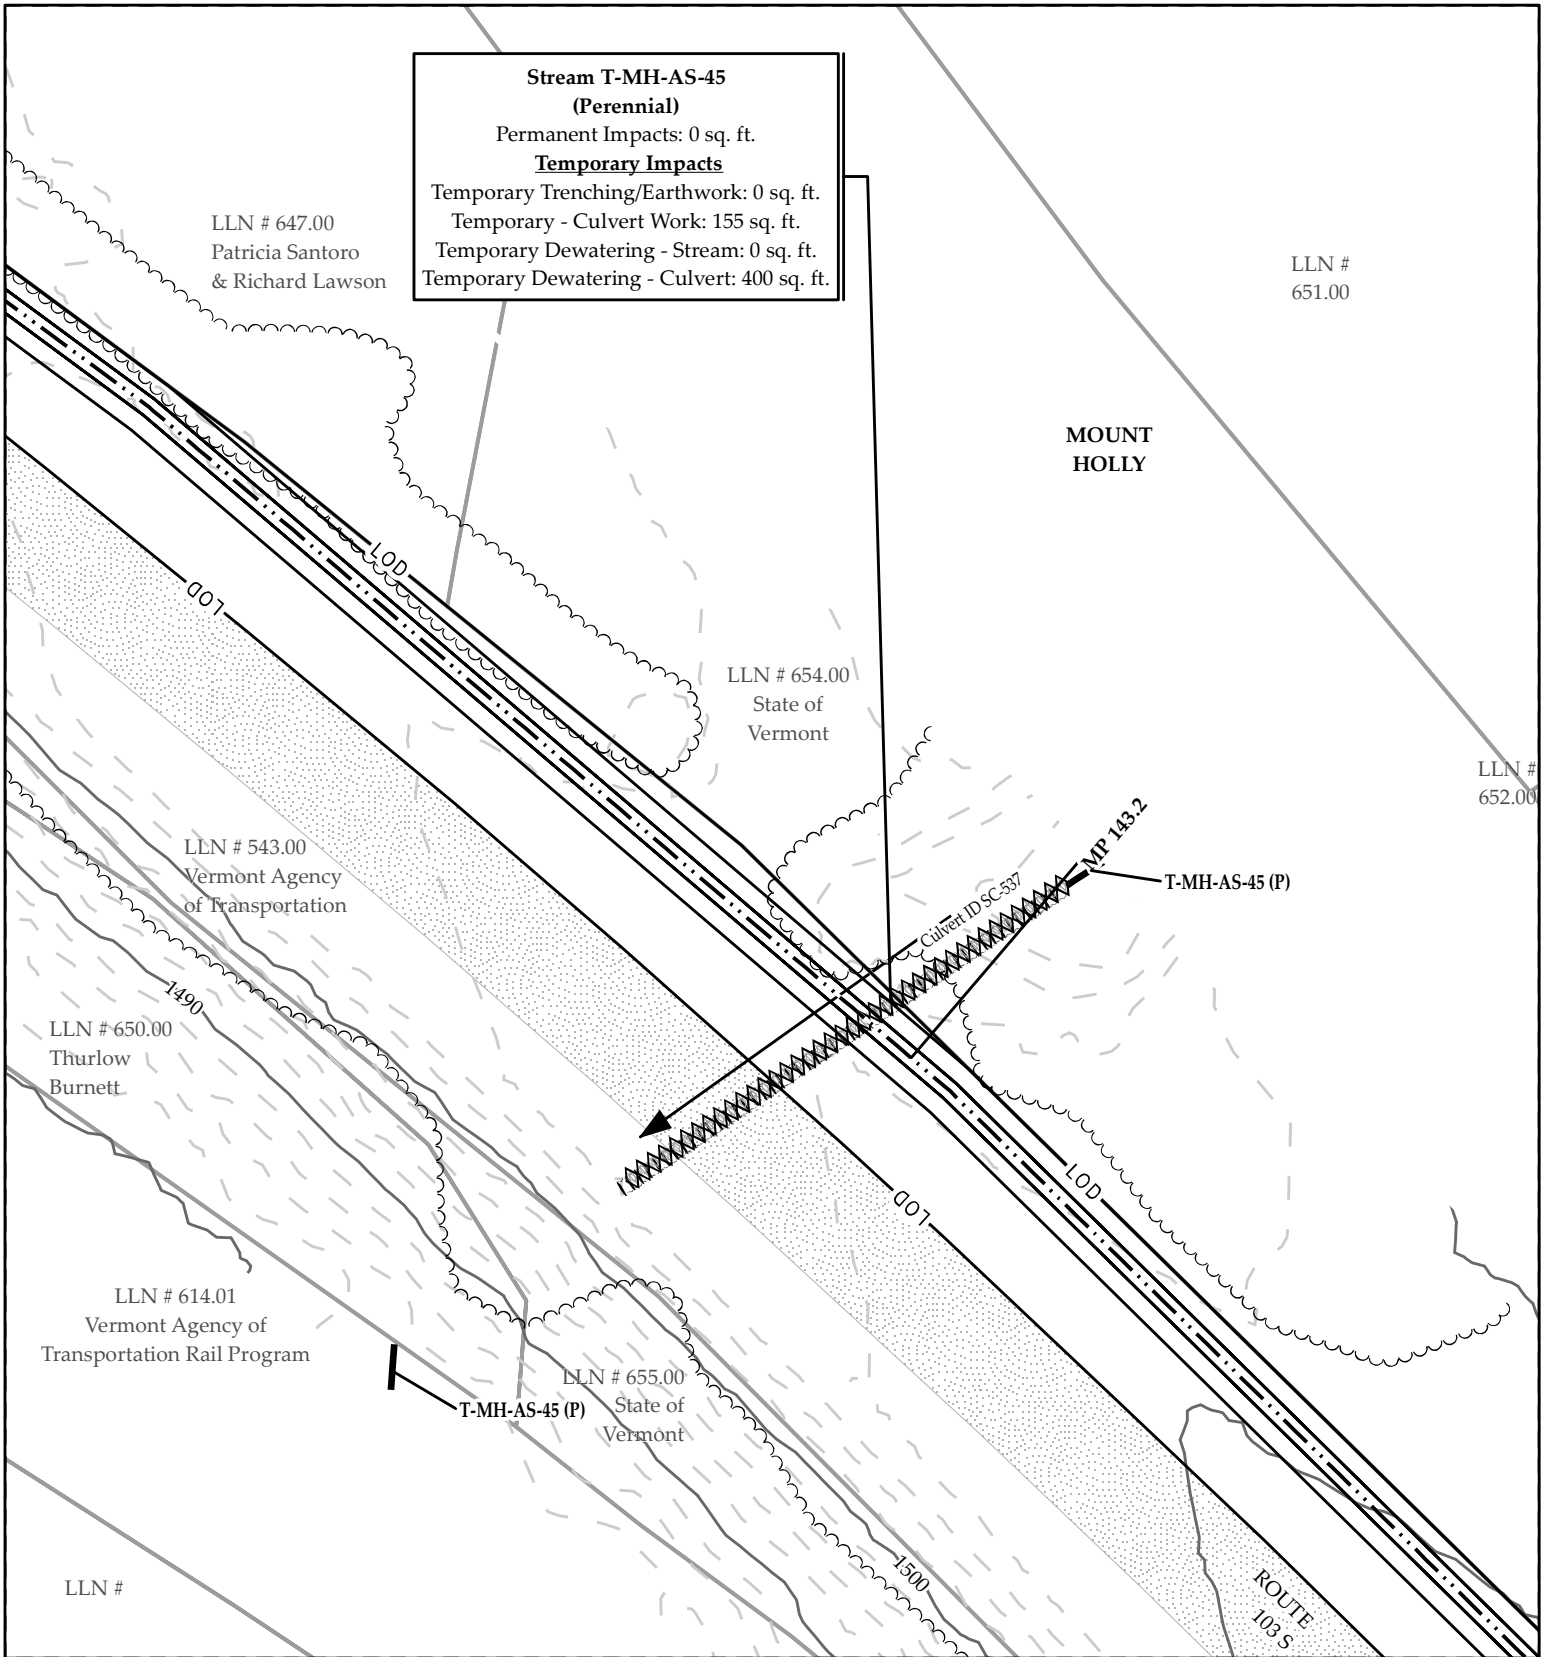 Stream T-MH-AS-45
(Perennial)
Permanent Impacts: 0 sq. ft.
Temporary Impacts
Temporary Trenching/Earthwork: 0 sq. ft.
Temporary - Culvert Work: 155 sq. ft.
Temporary Dewatering - Stream: 0 sq. ft.
Temporary Dewatering - Culvert: 400 sq. ft.
LLN # 647.00
Patricia Santoro
& Richard Lawson
LLN #
651.00
MOUNT
HOLLY
LOD
LOD
LLN # 654.00
State of
Vermont
LLN #
652.00
MP 143.2
Culvert ID SC-537
T-MH-AS-45 (P)
LLN # 543.00
Vermont Agency
of Transportation
1490
LLN # 650.00
Thurlow
Burnett
LOD
LOD
LLN # 614.01
Vermont Agency of
Transportation Rail Program
T-MH-AS-45 (P)
LLN # 655.00
State of
Vermont
1500
ROUTE
103 S
LLN #